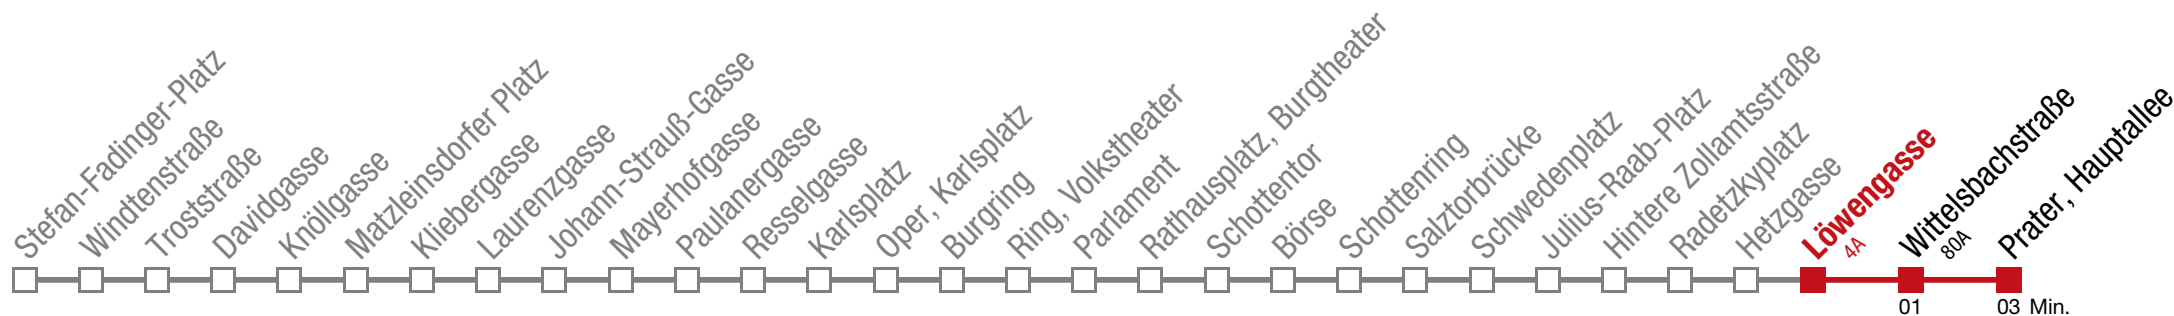 Stefan-Fadinger-Platz
Windtenstraße
Troststraße
Davidgasse
Knöllgasse
Matzleinsdorfer Platz
Kliebergasse
Laurenzgasse
Johann-Strauß-Gasse
Mayerhofgasse
Paulanergasse
Resselgasse
Karlsplatz
Oper, Karlsplatz
Burgring
Ring, Volkstheater
Parlament
Rathausplatz, Burgtheater
Schottentor
Börse
Schottenring
Salztorbrücke
Schwedenplatz
Julius-Raab-Platz
Hintere Zollamtsstraße
Radetzkyplatz
Hetzgasse
Löwengasse
4A
Wittelsbachstraße
80A
Prater, Hauptallee
01
03 Min.